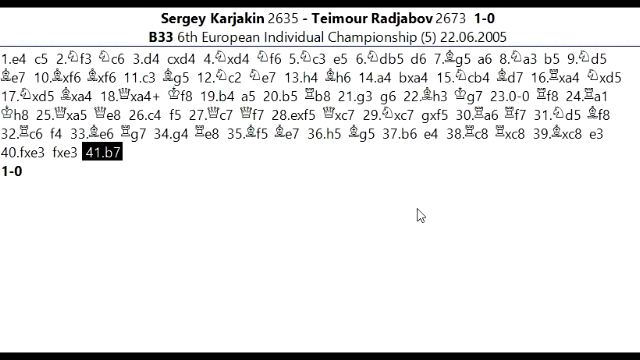 Sergey Karjakin 2635 - Teimour Radjabov 2673 1-0
B33 6th European Individual Championship (5) 22.06.2005
1.e4 c5 2.♘f3 ♘c6 3.d4 cxd4 4.♘xd4 ♘f6 5.♘c3 e5 6.♘db5 d6 7.♗g5 a6 8.♘a3 b5 9.♘d5
♗e7 10.♗xf6 ♗xf6 11.c3 ♗g5 12.♘c2 ♘e7 13.h4 ♗h6 14.a4 bxa4 15.♘cb4 ♗d7 16.♖xa4 ♘xd5
17.♘xd5 ♗xa4 18.♕xa4+ ♔f8 19.b4 a5 20.b5 ♖b8 21.g3 g6 22.♗h3 ♔g7 23.0-0 ♖f8 24.♖a1
♔h8 25.♕xa5 ♕e8 26.c4 f5 27.♕c7 ♕f7 28.exf5 ♕xc7 29.♘xc7 gxf5 30.♖a6 ♖f7 31.♘d5 ♗f8
32.♖c6 f4 33.♗e6 ♖g7 34.g4 ♖e8 35.♗f5 ♗e7 36.h5 ♗g5 37.b6 e4 38.♖c8 ♖xc8 39.♗xc8 e3
40.fxe3 fxe3 41.b7
1-0